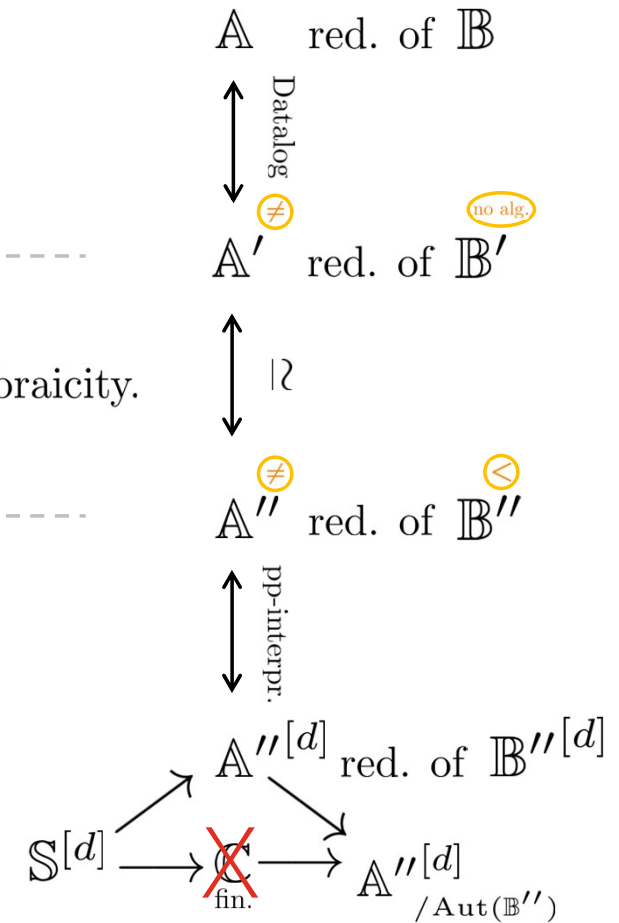 𝔸 red. of 𝔹
Datalog
≠ no alg.
𝔸′ red. of 𝔹′
braicity.
≀|
≠ <
𝔸″ red. of 𝔹″
pp-interpr.
𝔸″[d] red. of 𝔹″[d]
𝕊[d] ℂ 𝔸″[d]
fin. /Aut(𝔹″)